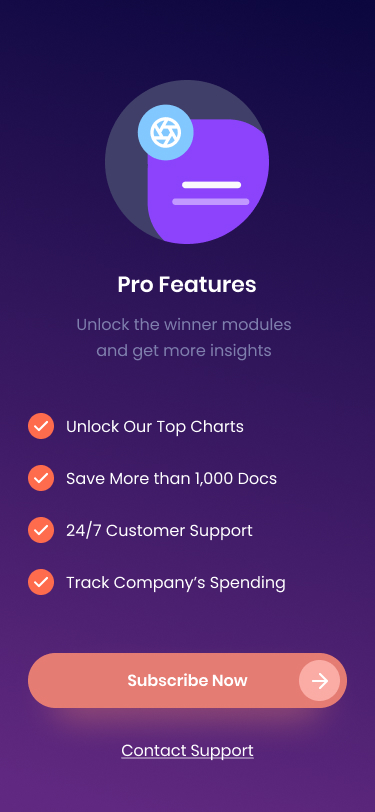 Pro Features
Unlock the winner modules
and get more insights
Unlock Our Top Charts
Save More than 1,000 Docs
24/7 Customer Support
Track Company's Spending
Subscribe Now
Contact Support